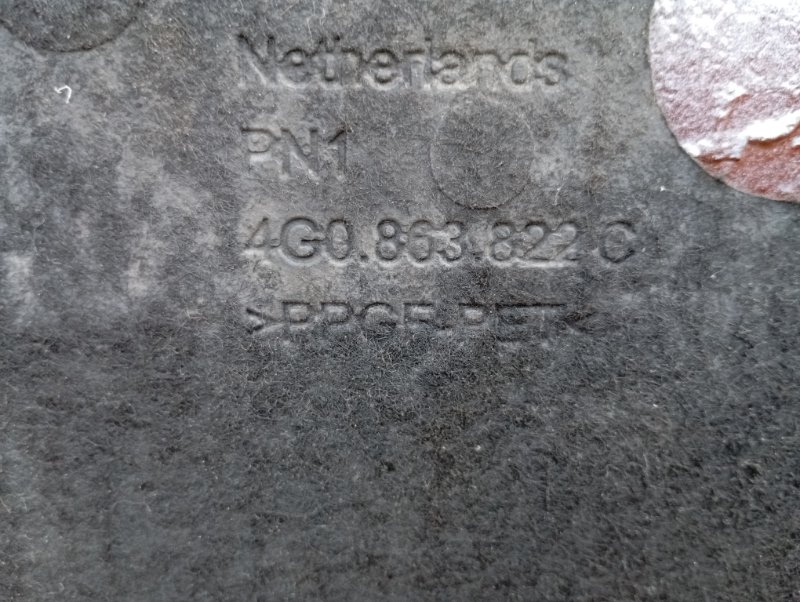 Netherlands
PN1
4G0.863.822 C
>PPGF-PET<